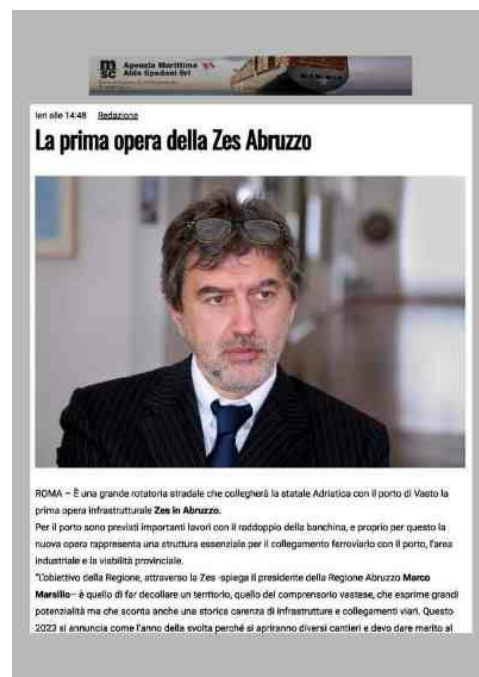 msc Agenzia Marittima
Aldo Spadoni Srl
Ieri alle 14:48 Redazione
La prima opera della Zes Abruzzo
ROMA – È una grande rotatoria stradale che collegherà la statale Adriatica con il porto di Vasto la
prima opera infrastrutturale Zes in Abruzzo.
Per il porto sono previsti importanti lavori con il raddoppio della banchina, e proprio per questo la
nuova opera rappresenta una struttura essenziale per il collegamento ferroviario con il porto, l'area
industriale e la viabilità provinciale.
"L'obiettivo della Regione, attraverso la Zes -spiega il presidente della Regione Abruzzo Marco
Marsilio– è quello di far decollare un territorio, quello del comprensorio vastese, che esprime grandi
potenzialità ma che sconta anche una storica carenza di infrastrutture e collegamenti viari. Questo
2023 si annuncia come l'anno della svolta perché si apriranno diversi cantieri e devo dare merito al